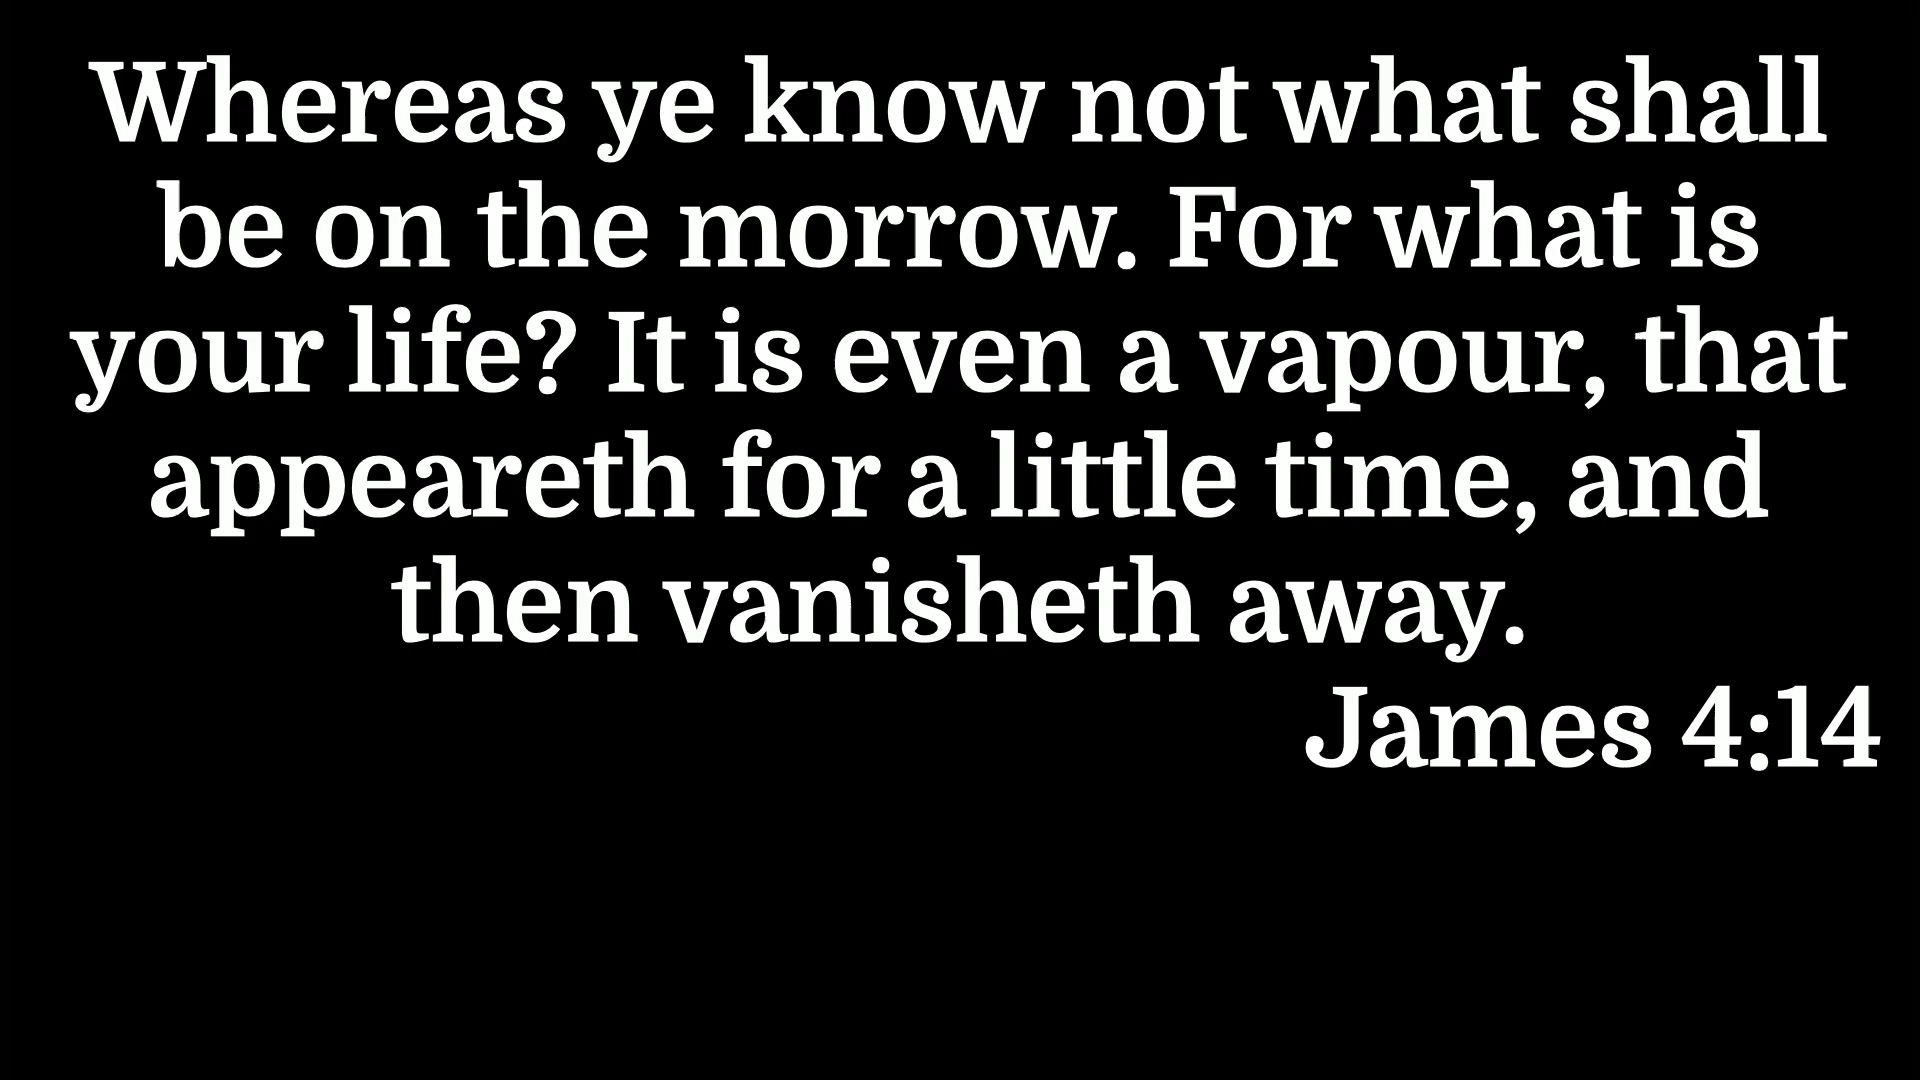 Whereas ye know not what shall
be on the morrow. For what is
your life? It is even a vapour, that
appeareth for a little time, and
then vanisheth away.
James 4:14